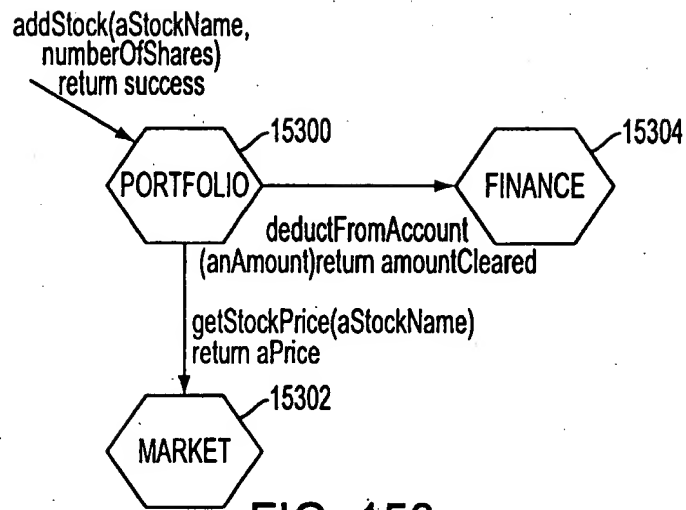 addStock(aStockName,
numberOfShares)
return success
15300
15304
PORTFOLIO
FINANCE
deductFromAccount
(anAmount)return amountCleared
getStockPrice(aStockName)
return aPrice
15302
MARKET